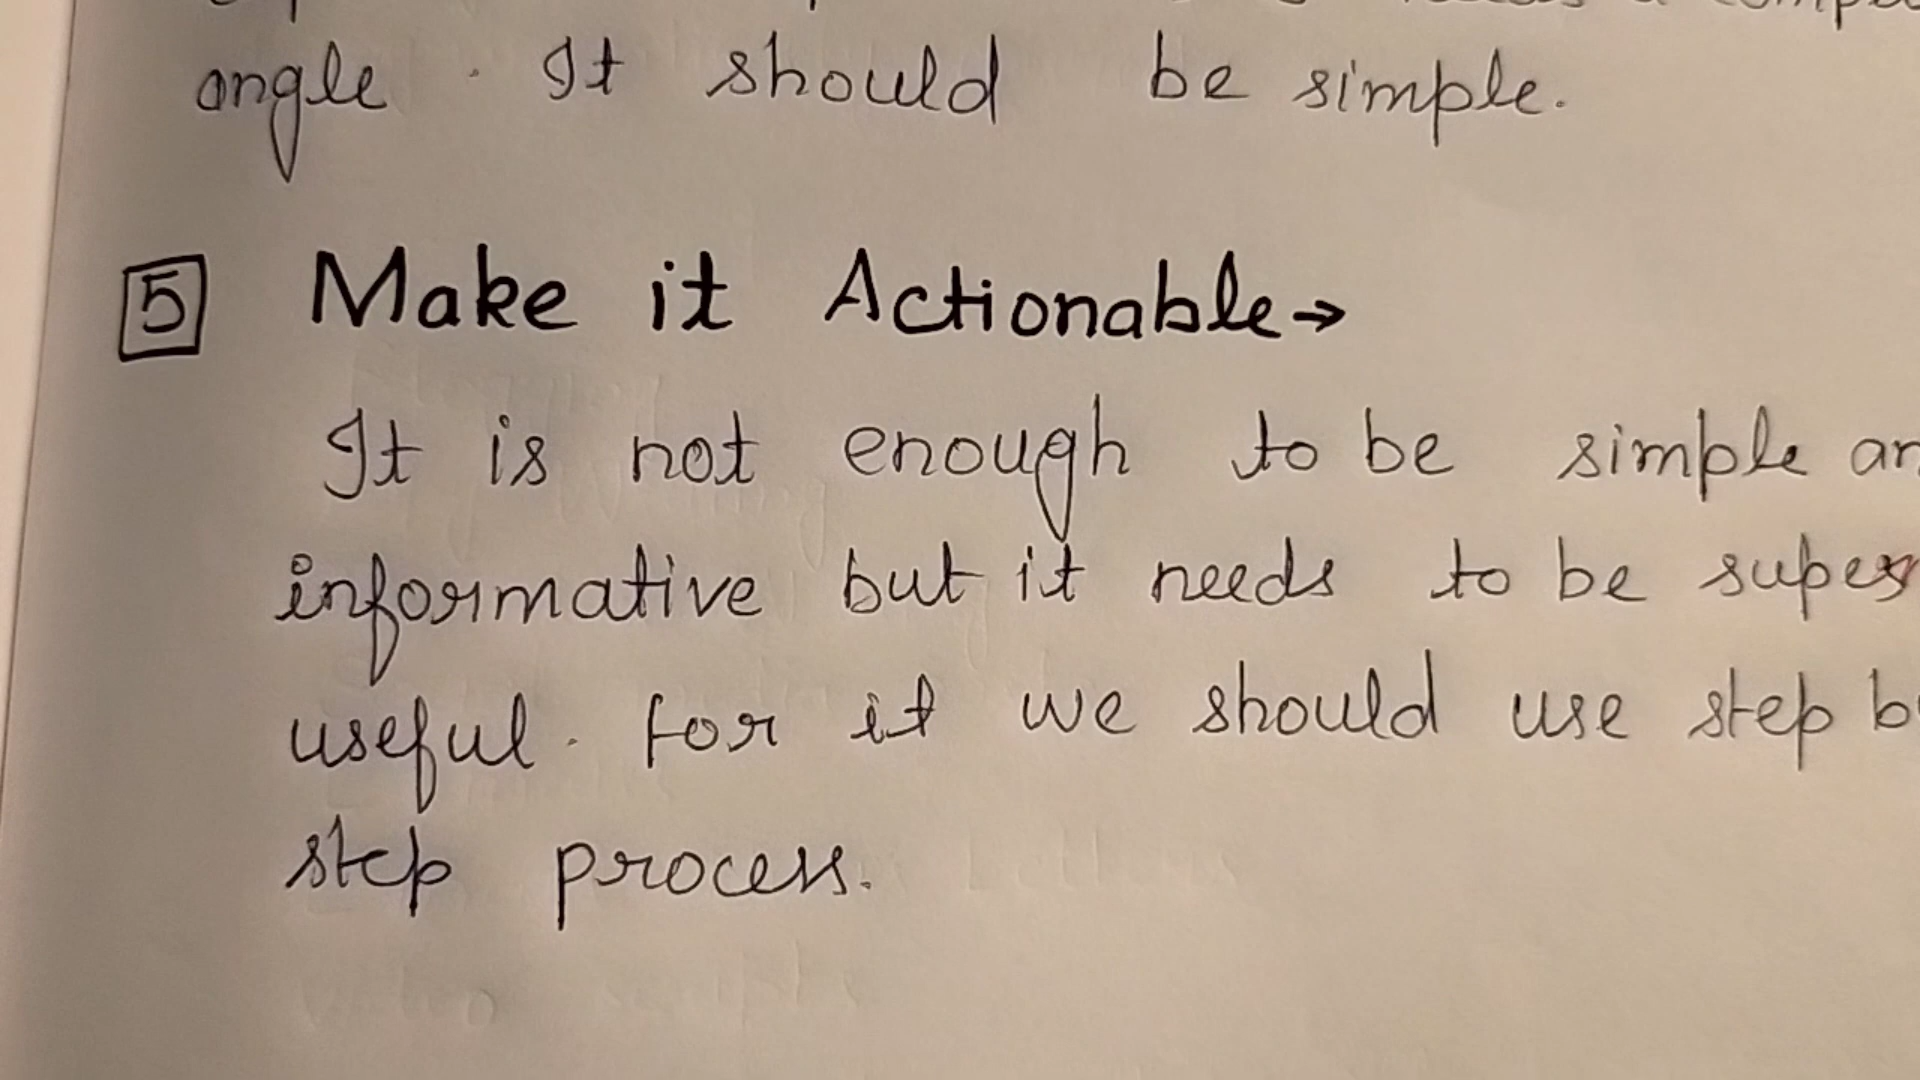 angle. It should be simple.
5 Make it Actionable→
It is not enough to be simple
informative but it needs to be super
useful. for it we should use step
step process.